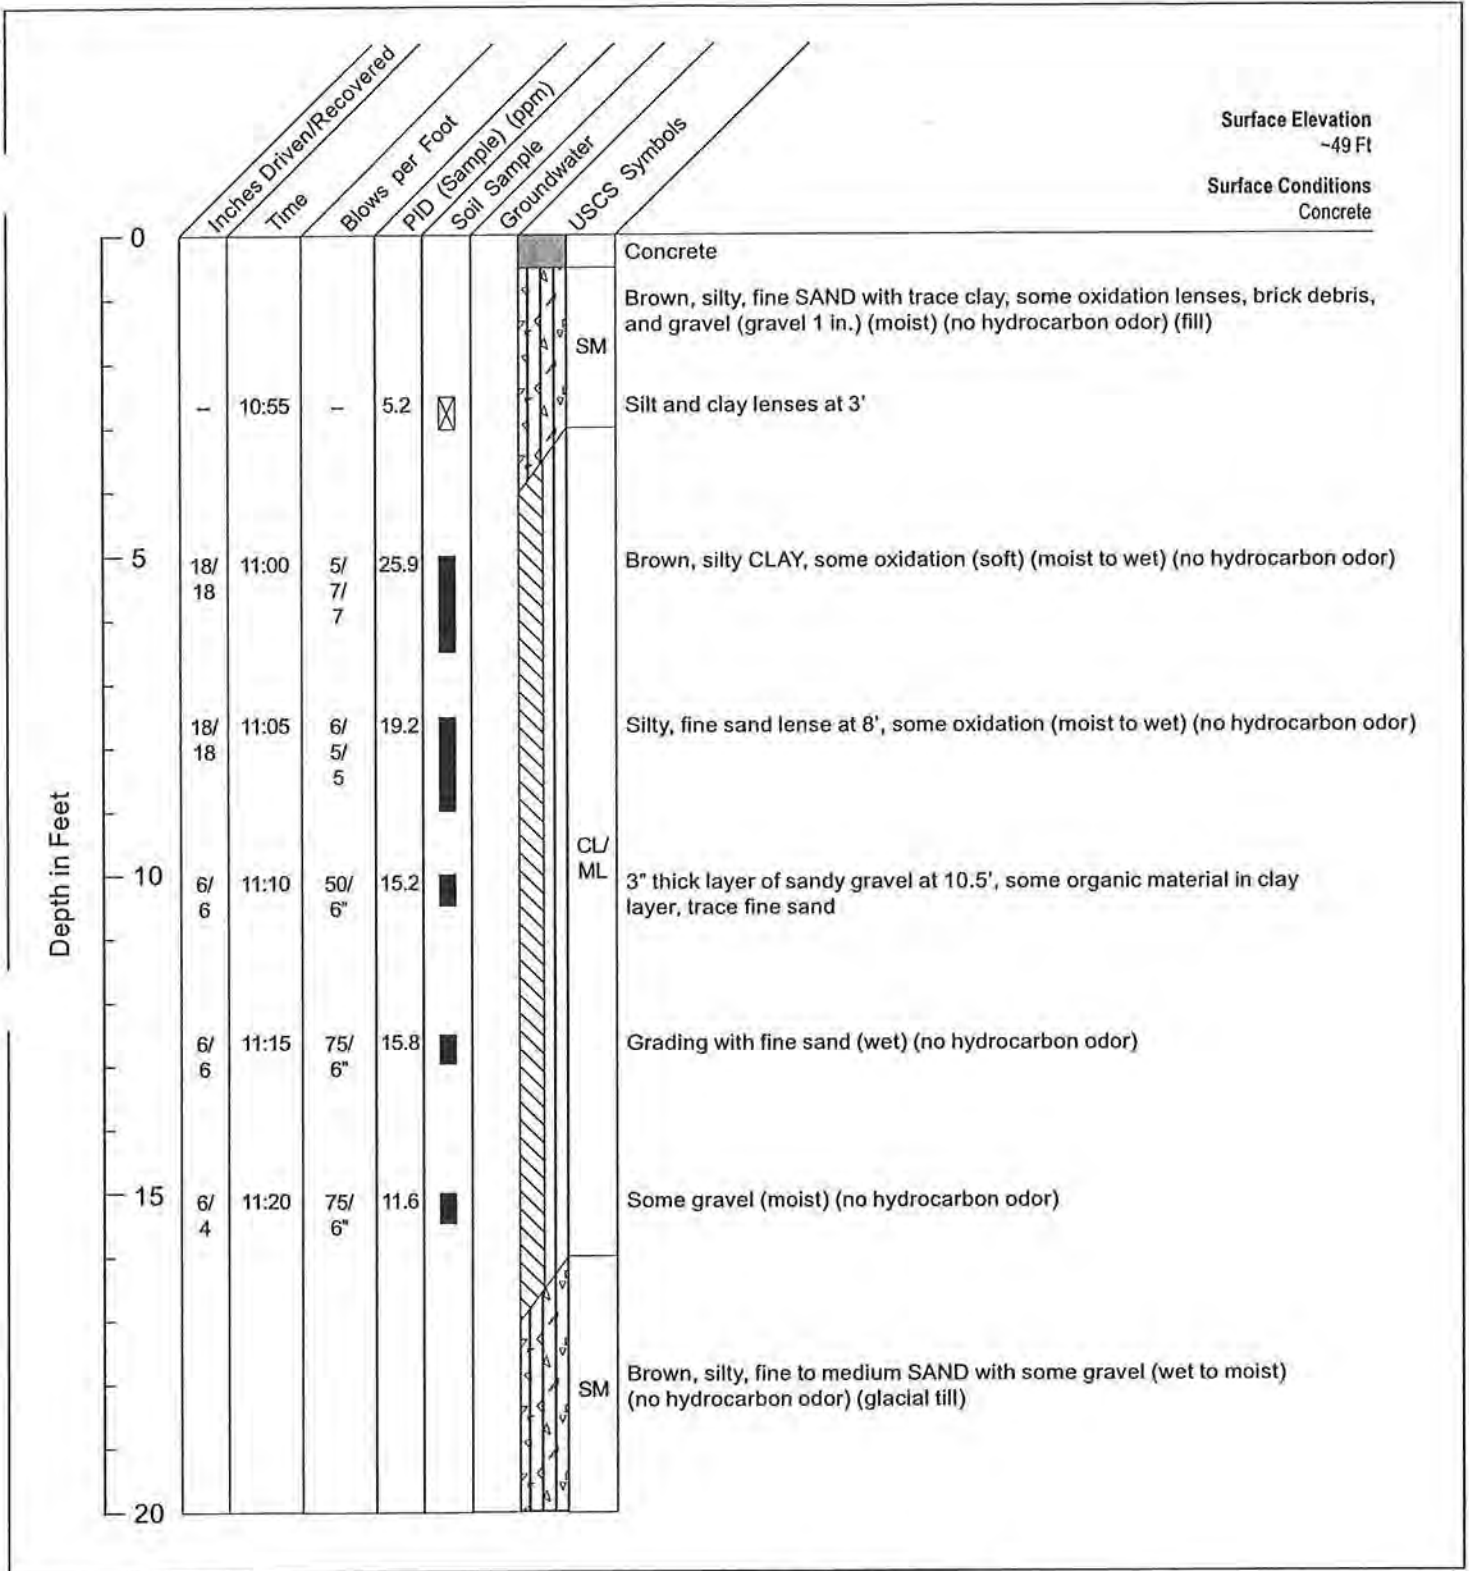 Inches Driven/Recovered
Time
Blows per Foot
PID (Sample) (ppm)
Soil Sample
Groundwater
USCS Symbols
Surface Elevation
~49 Ft
Surface Conditions
Concrete
Depth in Feet
0
Concrete
Brown, silty, fine SAND with trace clay, some oxidation lenses, brick debris,
and gravel (gravel 1 in.) (moist) (no hydrocarbon odor) (fill)
SM
– 10:55 – 5.2 Silt and clay lenses at 3'
5
18/ 11:00 5/ 25.9 Brown, silty CLAY, some oxidation (soft) (moist to wet) (no hydrocarbon odor)
18 7/
7
18/ 11:05 6/ 19.2 Silty, fine sand lense at 8', some oxidation (moist to wet) (no hydrocarbon odor)
18 5/
5
CL/
ML
10
6/ 11:10 50/ 15.2 3" thick layer of sandy gravel at 10.5', some organic material in clay
6 6" layer, trace fine sand
6/ 11:15 75/ 15.8 Grading with fine sand (wet) (no hydrocarbon odor)
6 6"
15
6/ 11:20 75/ 11.6 Some gravel (moist) (no hydrocarbon odor)
4 6"
SM
Brown, silty, fine to medium SAND with some gravel (wet to moist)
(no hydrocarbon odor) (glacial till)
20